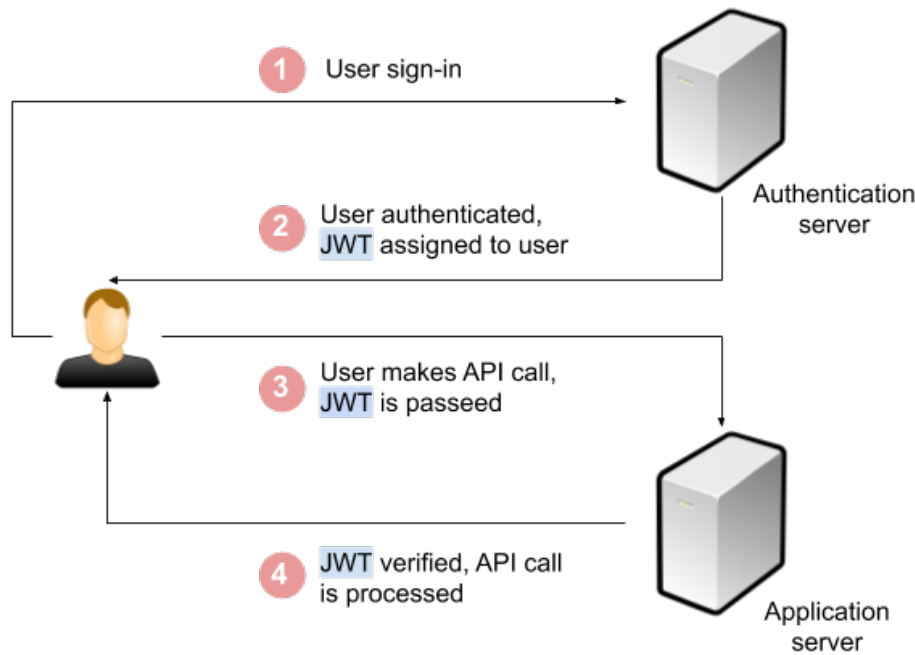 1 User sign-in
Authentication
server
2 User authenticated,
JWT assigned to user
3 User makes API call,
JWT is passeed
4 JWT verified, API call
is processed
Application
server